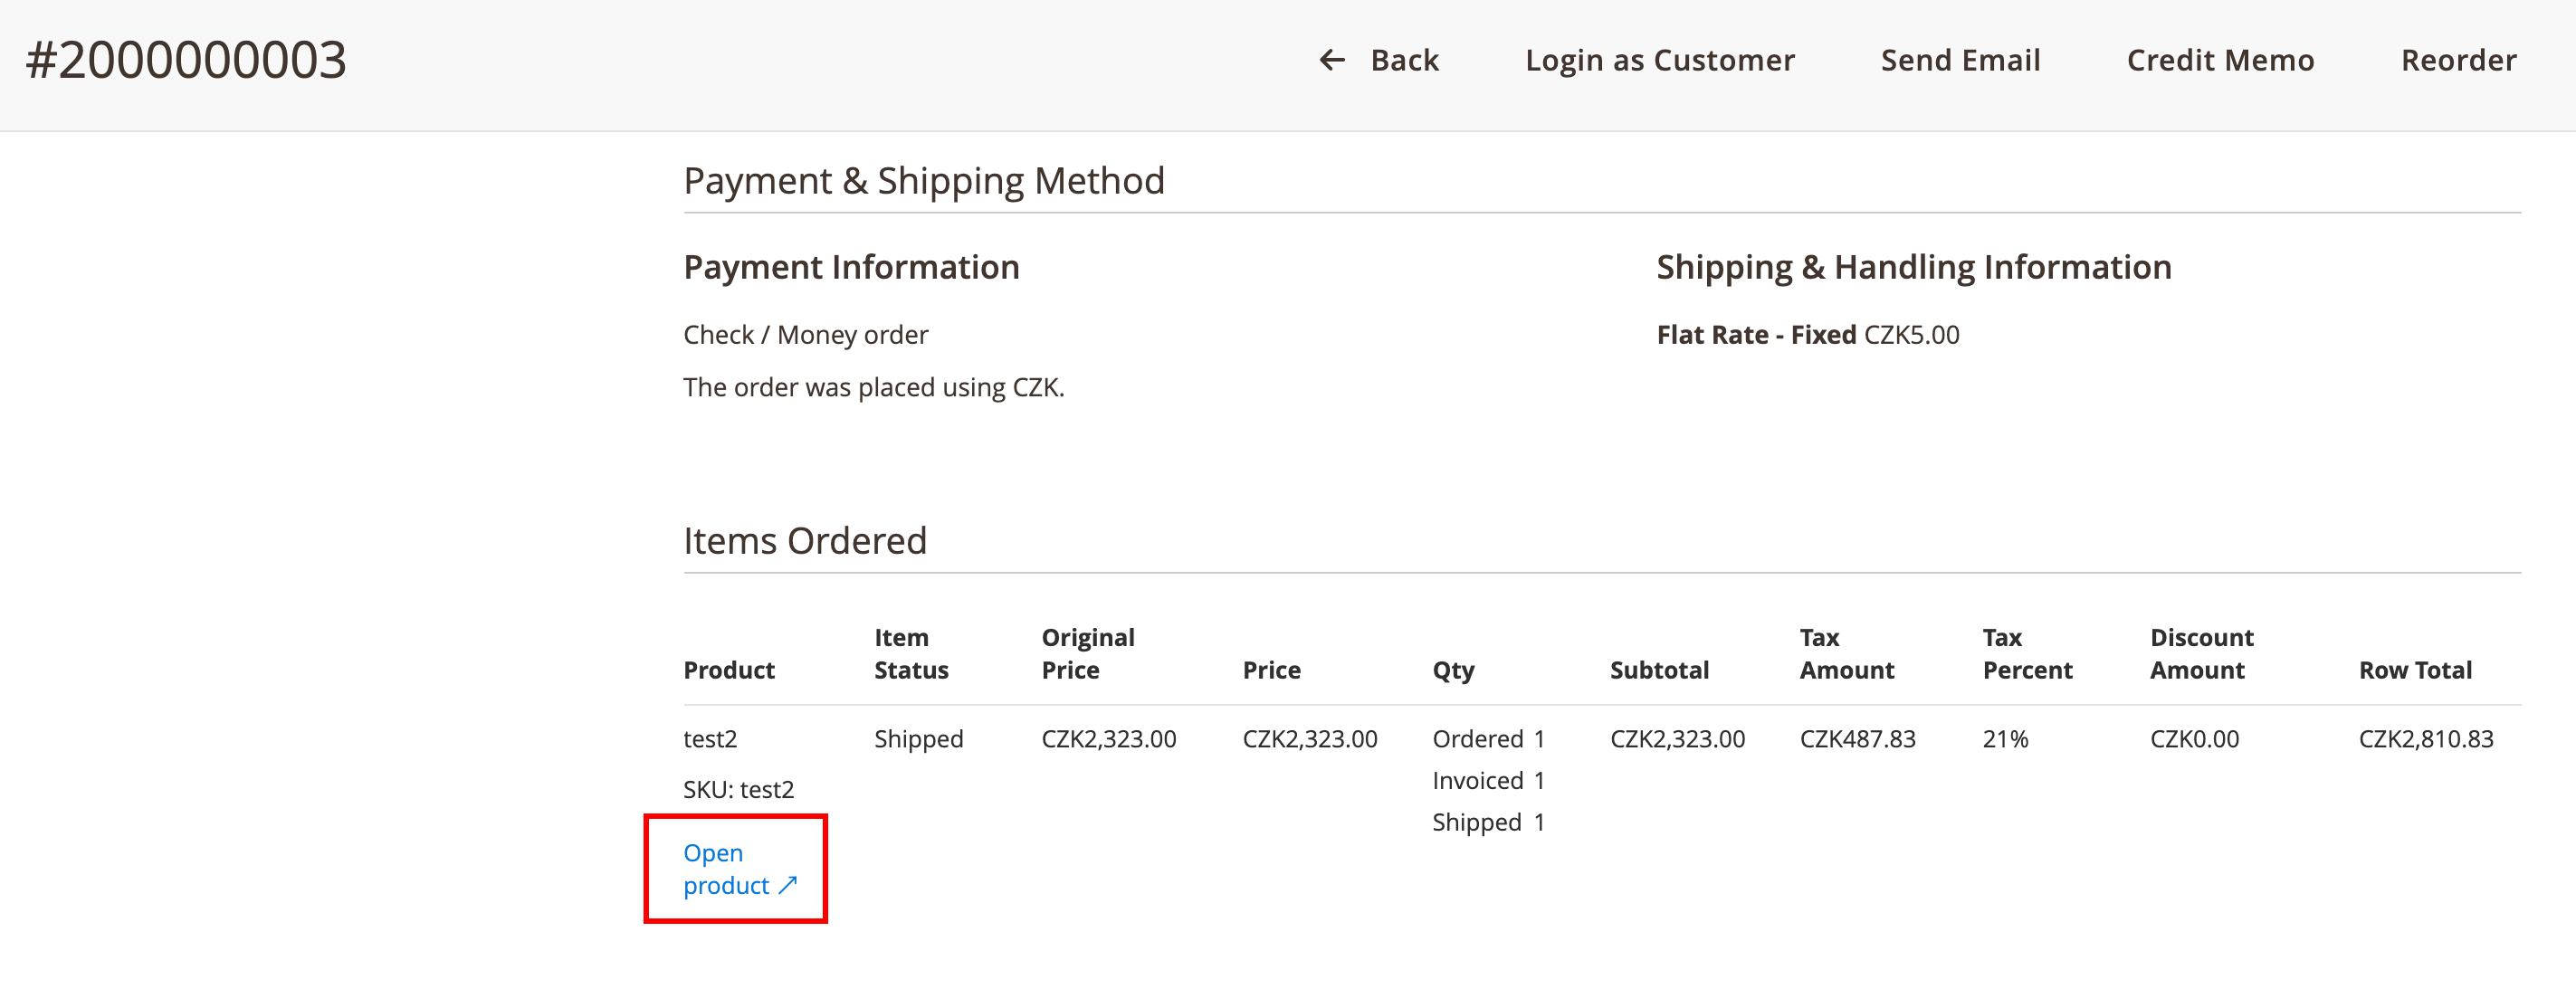 #2000000003
← Back Login as Customer Send Email Credit Memo Reorder
Payment & Shipping Method
Payment Information
Shipping & Handling Information
Check / Money order
Flat Rate - Fixed CZK5.00
The order was placed using CZK.
Items Ordered
Product Item Status Original Price Price Qty Subtotal Tax Amount Tax Percent Discount Amount Row Total
test2 Shipped CZK2,323.00 CZK2,323.00 Ordered 1 CZK2,323.00 CZK487.83 21% CZK0.00 CZK2,810.83
Invoiced 1
SKU: test2
Shipped 1
Open
product ↗